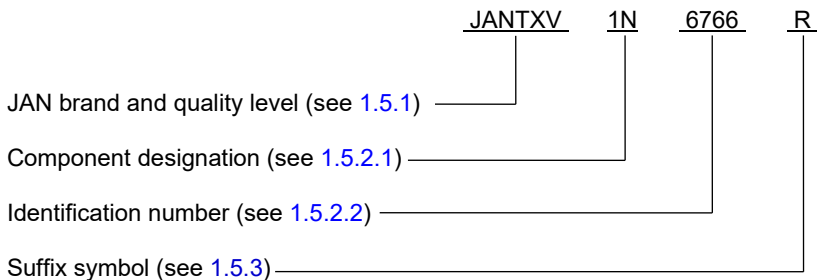 JANTXV 1N 6766 R
JAN brand and quality level (see 1.5.1)
Component designation (see 1.5.2.1)
Identification number (see 1.5.2.2)
Suffix symbol (see 1.5.3)